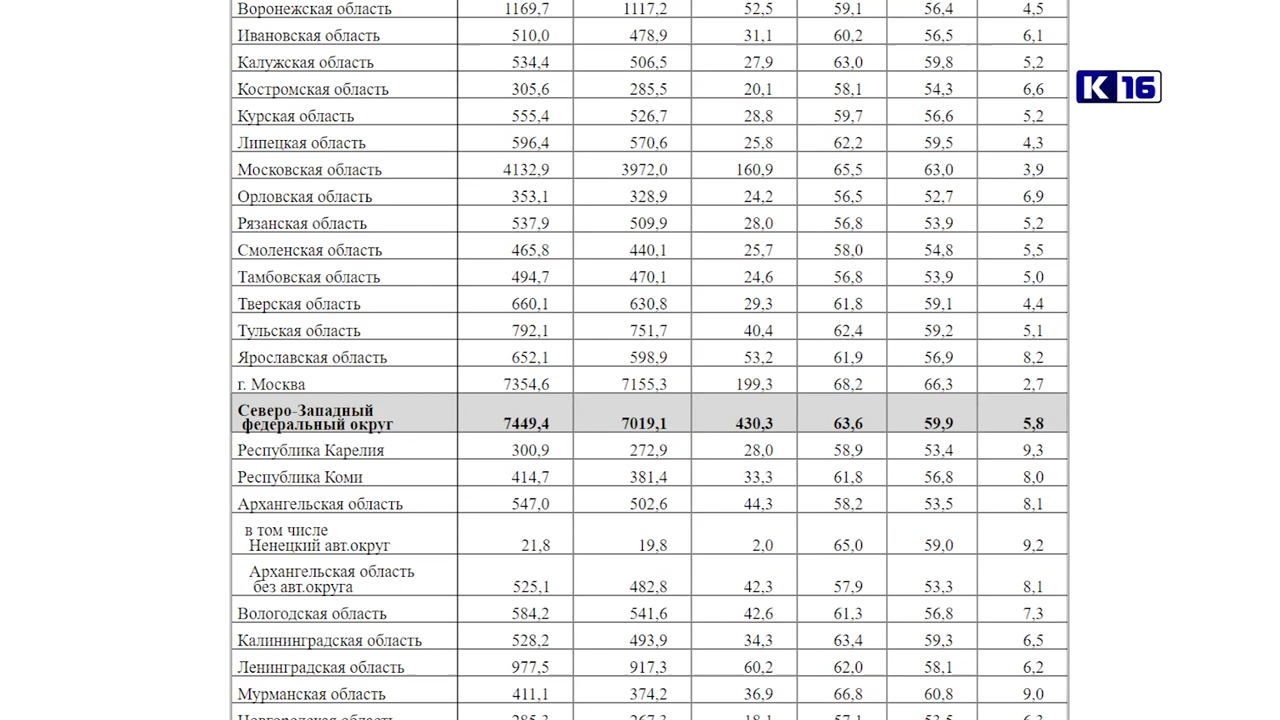 Воронежская область 1169,7 1117,2 52,5 59,1 56,4 4,5
Ивановская область 510,0 478,9 31,1 60,2 56,5 6,1
Калужская область 534,4 506,5 27,9 63,0 59,8 5,2
К 16
Костромская область 305,6 285,5 20,1 58,1 54,3 6,6
Курская область 555,4 526,7 28,8 59,7 56,6 5,2
Липецкая область 596,4 570,6 25,8 62,2 59,5 4,3
Московская область 4132,9 3972,0 160,9 65,5 63,0 3,9
Орловская область 353,1 328,9 24,2 56,5 52,7 6,9
Рязанская область 537,9 509,9 28,0 56,8 53,9 5,2
Смоленская область 465,8 440,1 25,7 58,0 54,8 5,5
Тамбовская область 494,7 470,1 24,6 56,8 53,9 5,0
Тверская область 660,1 630,8 29,3 61,8 59,1 4,4
Тульская область 792,1 751,7 40,4 62,4 59,2 5,1
Ярославская область 652,1 598,9 53,2 61,9 56,9 8,2
г. Москва 7354,6 7155,3 199,3 68,2 66,3 2,7
Северо-Западный
федеральный округ 7449,4 7019,1 430,3 63,6 59,9 5,8
Республика Карелия 300,9 272,9 28,0 58,9 53,4 9,3
Республика Коми 414,7 381,4 33,3 61,8 56,8 8,0
Архангельская область 547,0 502,6 44,3 58,2 53,5 8,1
в том числе
Ненецкий авт.округ 21,8 19,8 2,0 65,0 59,0 9,2
Архангельская область
без авт.округа 525,1 482,8 42,3 57,9 53,3 8,1
Вологодская область 584,2 541,6 42,6 61,3 56,8 7,3
Калининградская область 528,2 493,9 34,3 63,4 59,3 6,5
Ленинградская область 977,5 917,3 60,2 62,0 58,1 6,2
Мурманская область 411,1 374,2 36,9 66,8 60,8 9,0
Новгородская область 285,3 267,3 18,1 57,1 53,5 6,3